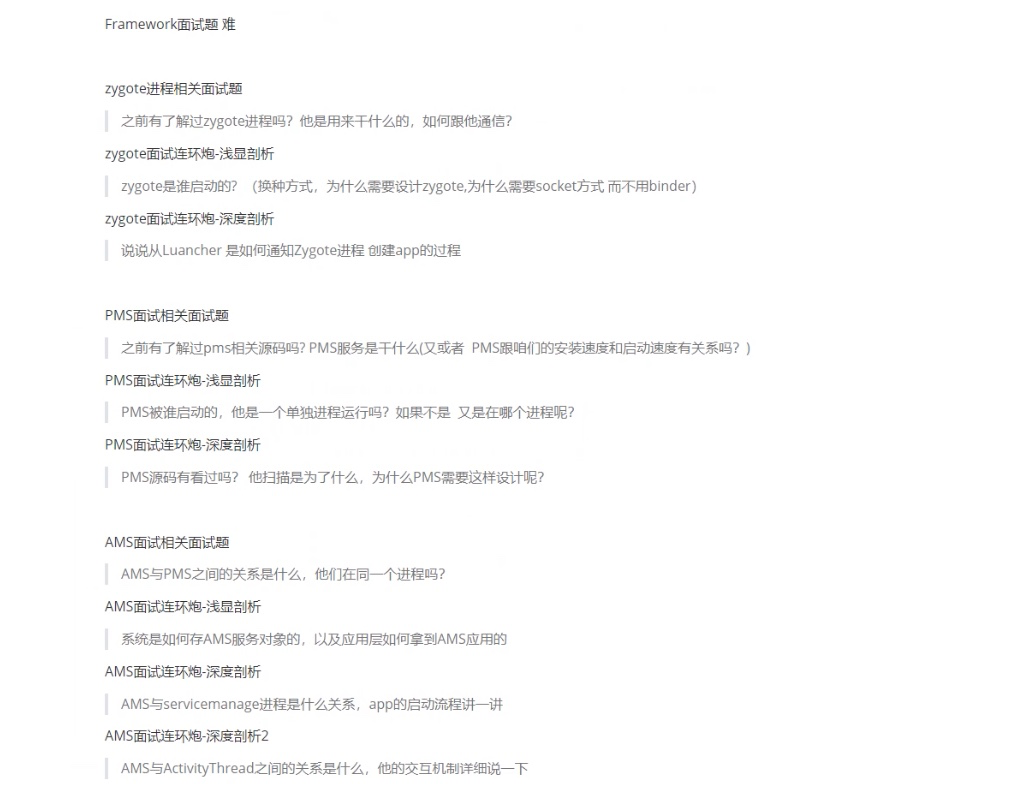 Framework面试题 难
zygote进程相关面试题
之前有了解过zygote进程吗？他是用来干什么的，如何跟他通信？
zygote面试连环炮-浅显剖析
zygote是谁启动的？（换种方式，为什么需要设计zygote,为什么需要socket方式 而不用binder）
zygote面试连环炮-深度剖析
说说从Luancher 是如何通知Zygote进程 创建app的过程
PMS面试相关面试题
之前有了解过pms相关源码吗? PMS服务是干什么(又或者 PMS跟咱们的安装速度和启动速度有关系吗？)
PMS面试连环炮-浅显剖析
PMS被谁启动的，他是一个单独进程运行吗？如果不是 又是在哪个进程呢？
PMS面试连环炮-深度剖析
PMS源码有看过吗？ 他扫描是为了什么，为什么PMS需要这样设计呢？
AMS面试相关面试题
AMS与PMS之间的关系是什么，他们在同一个进程吗？
AMS面试连环炮-浅显剖析
系统是如何存AMS服务对象的，以及应用层如何拿到AMS应用的
AMS面试连环炮-深度剖析
AMS与servicemanage进程是什么关系，app的启动流程讲一讲
AMS面试连环炮-深度剖析2
AMS与ActivityThread之间的关系是什么，他的交互机制详细说一下